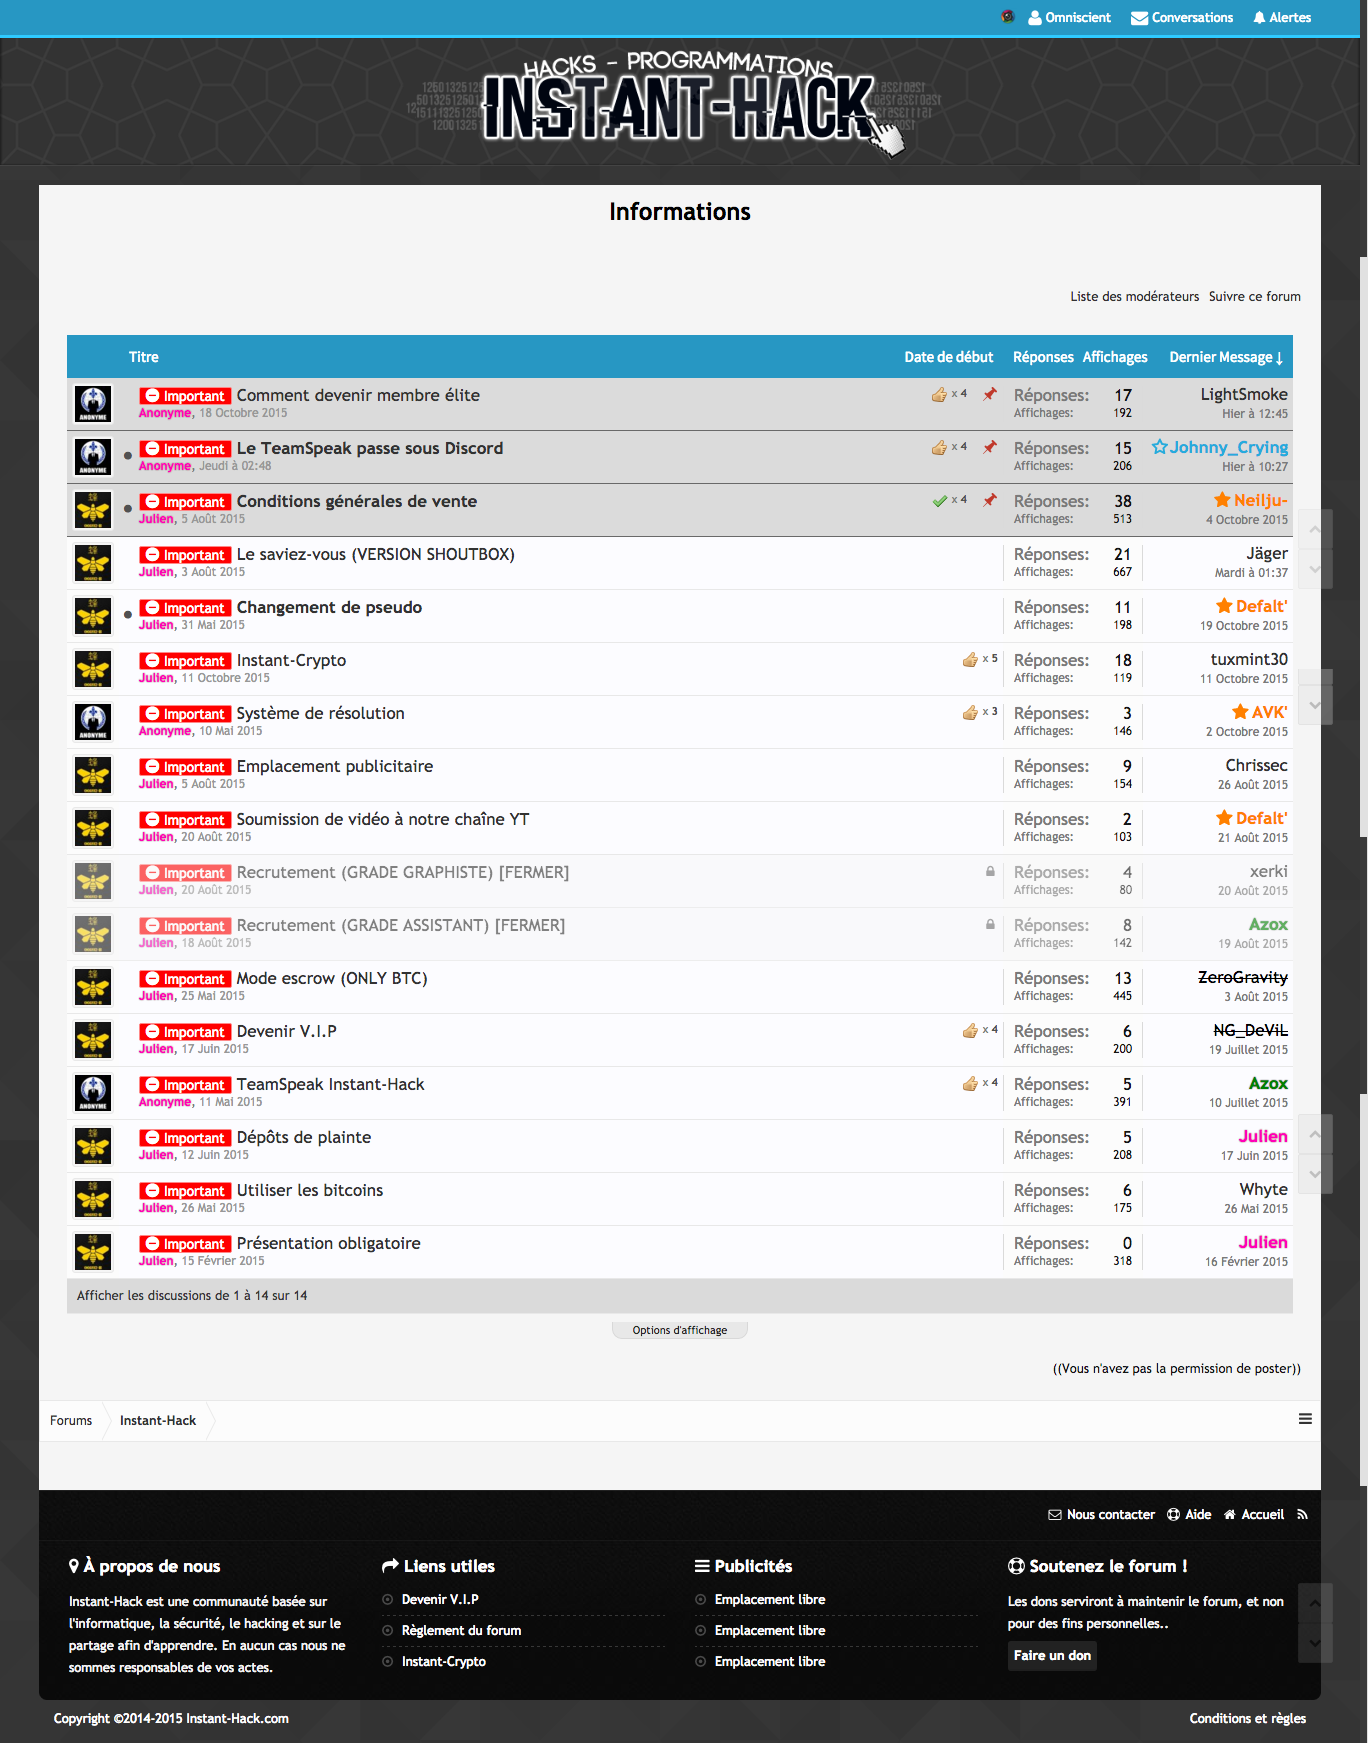 Omniscient Conversations Alertes
HACKS - PROGRAMMATIONS
INSTANT-HACK
Informations
Liste des modérateurs Suivre ce forum
Titre Date de début Réponses Affichages Dernier Message ↓
Important Comment devenir membre élite x 4 Réponses: 17 LightSmoke
Anonyme, 18 Octobre 2015 Affichages: 192 Hier à 12:45
Important Le TeamSpeak passe sous Discord x 4 Réponses: 15 Johnny_Crying
Anonyme, Jeudi à 02:48 Affichages: 206 Hier à 10:27
Important Conditions générales de vente x 4 Réponses: 38 Neilju-
Julien, 5 Août 2015 Affichages: 513 4 Octobre 2015
Important Le saviez-vous (VERSION SHOUTBOX) Réponses: 21 Jäger
Julien, 3 Août 2015 Affichages: 667 Mardi à 01:37
Important Changement de pseudo Réponses: 11 Defalt'
Julien, 31 Mai 2015 Affichages: 198 19 Octobre 2015
Important Instant-Crypto x 5 Réponses: 18 tuxmint30
Julien, 11 Octobre 2015 Affichages: 119 11 Octobre 2015
Important Système de résolution x 3 Réponses: 3 AVK'
Anonyme, 10 Mai 2015 Affichages: 146 2 Octobre 2015
Important Emplacement publicitaire Réponses: 9 Chrissec
Julien, 5 Août 2015 Affichages: 154 26 Août 2015
Important Soumission de vidéo à notre chaîne YT Réponses: 2 Defalt'
Julien, 20 Août 2015 Affichages: 103 21 Août 2015
Important Recrutement (GRADE GRAPHISTE) [FERMER] Réponses: 4 xerki
Julien, 20 Août 2015 Affichages: 80 20 Août 2015
Important Recrutement (GRADE ASSISTANT) [FERMER] Réponses: 8 Azox
Julien, 18 Août 2015 Affichages: 142 19 Août 2015
Important Mode escrow (ONLY BTC) Réponses: 13 ZeroGravity
Julien, 25 Mai 2015 Affichages: 445 3 Août 2015
Important Devenir V.I.P x 4 Réponses: 6 NG_DeViL
Julien, 17 Juin 2015 Affichages: 200 19 Juillet 2015
Important TeamSpeak Instant-Hack x 4 Réponses: 5 Azox
Anonyme, 11 Mai 2015 Affichages: 391 10 Juillet 2015
Important Dépôts de plainte Réponses: 5 Julien
Julien, 12 Juin 2015 Affichages: 208 17 Juin 2015
Important Utiliser les bitcoins Réponses: 6 Whyte
Julien, 26 Mai 2015 Affichages: 175 26 Mai 2015
Important Présentation obligatoire Réponses: 0 Julien
Julien, 15 Février 2015 Affichages: 318 16 Février 2015
Afficher les discussions de 1 à 14 sur 14
Options d'affichage
((Vous n'avez pas la permission de poster))
Forums Instant-Hack
Nous contacter Aide Accueil
À propos de nous
Instant-Hack est une communauté basée sur
l'informatique, la sécurité, le hacking et sur le
partage afin d'apprendre. En aucun cas nous ne
sommes responsables de vos actes.
Liens utiles
Devenir V.I.P
Règlement du forum
Instant-Crypto
Publicités
Emplacement libre
Emplacement libre
Emplacement libre
Soutenez le forum !
Les dons serviront à maintenir le forum, et non
pour des fins personnelles..
Faire un don
Copyright ©2014-2015 Instant-Hack.com Conditions et règles